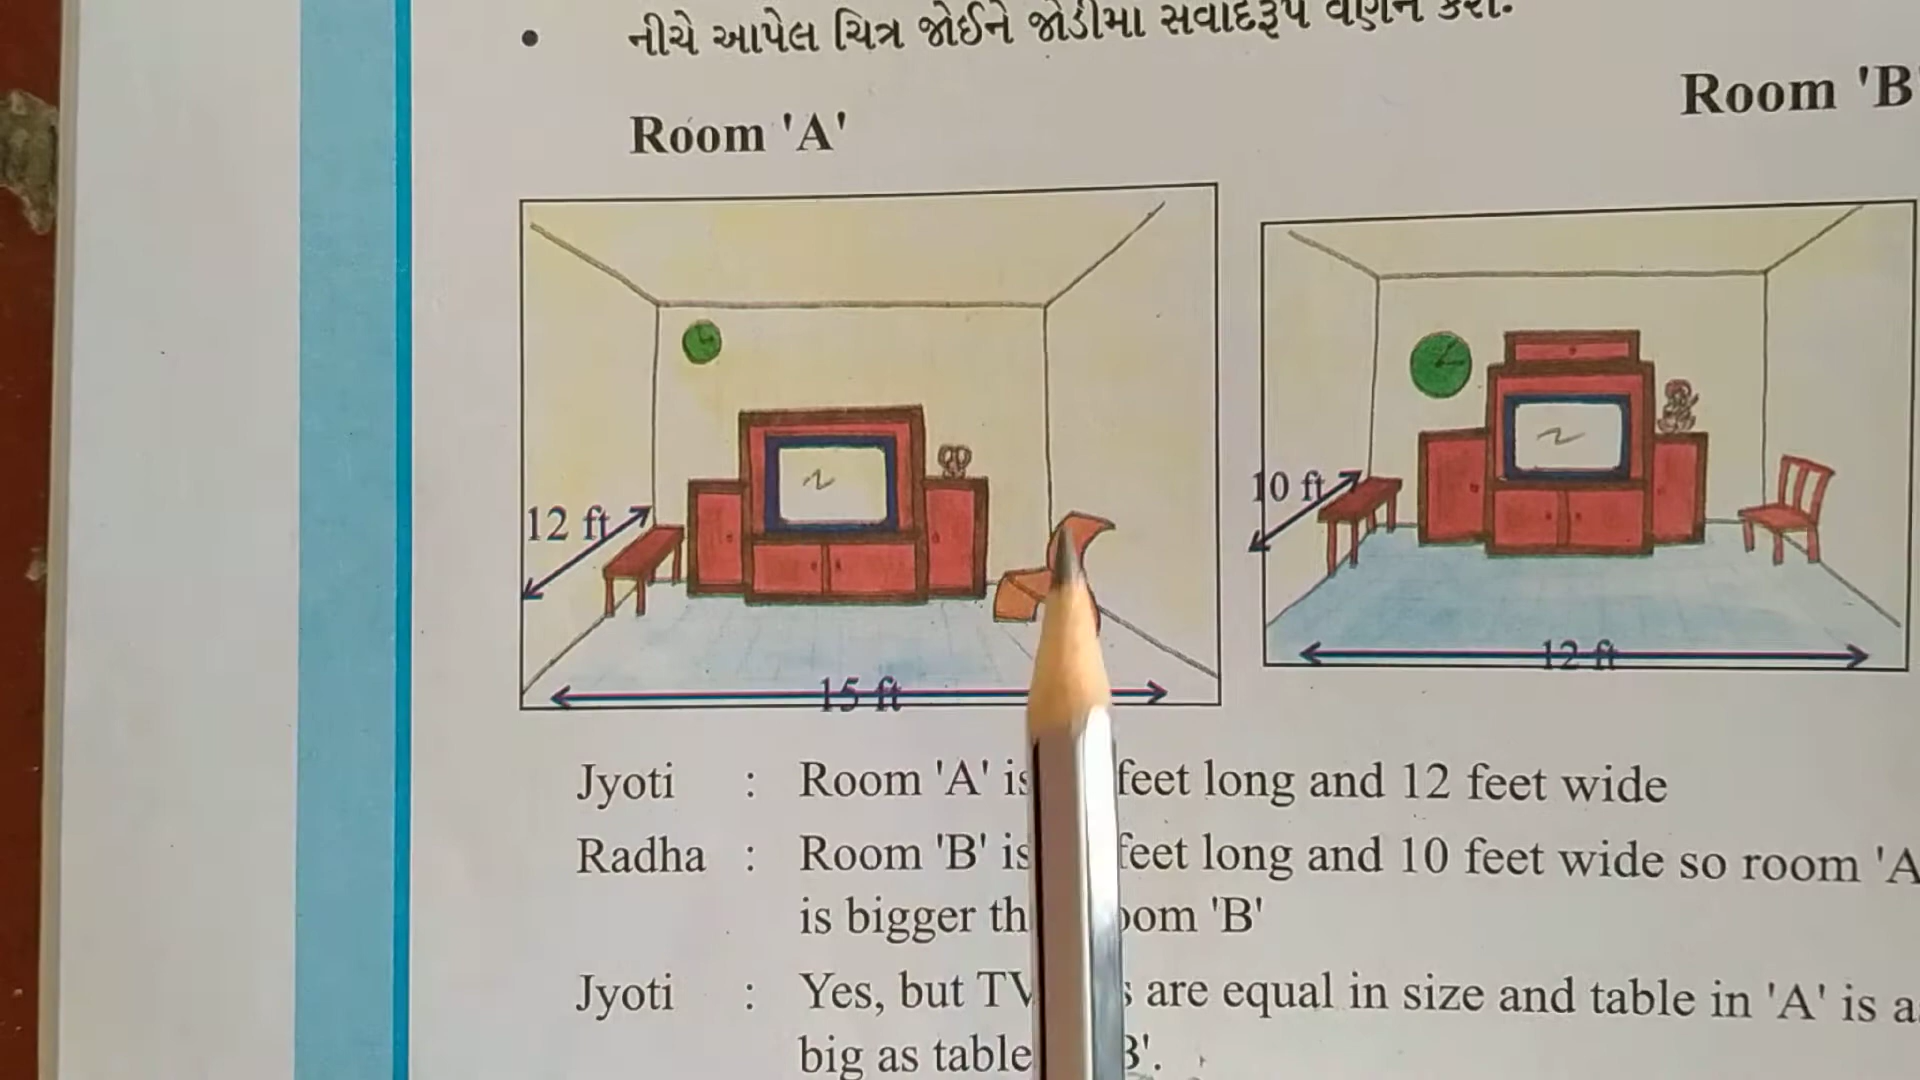 • નીચે આપેલ ચિત્ર જોઈને જોડીમા સવાદરૂપ વર્ણન કરો.
Room 'A'
Room 'B'
12 ft
15 ft
10 ft
12 ft
Jyoti : Room 'A' is feet long and 12 feet wide
Radha : Room 'B' is feet long and 10 feet wide so room 'A
is bigger room 'B'
Jyoti : Yes, but TV are equal in size and table in 'A' is
big as table 'B'.